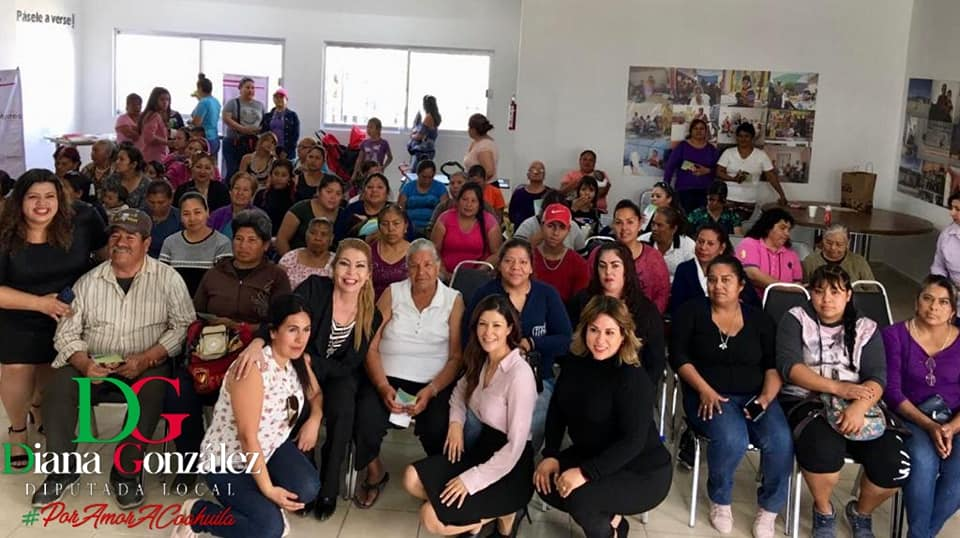 Pásele a verse
DG
Diana González
DIPUTADA LOCAL
#PorAmorACoahuila